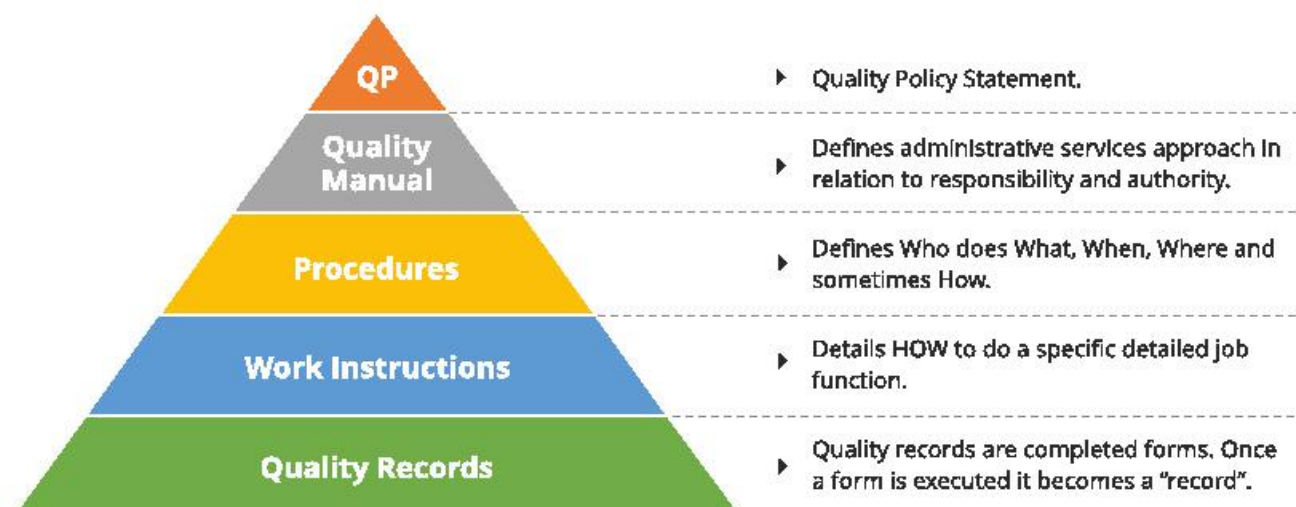 QP
Quality Policy Statement.
Quality
Manual
Defines administrative services approach in
relation to responsibility and authority.
Procedures
Defines Who does What, When, Where and
sometimes How.
Work Instructions
Details HOW to do a specific detailed job
function.
Quality Records
Quality records are completed forms. Once
a form is executed it becomes a “record”.